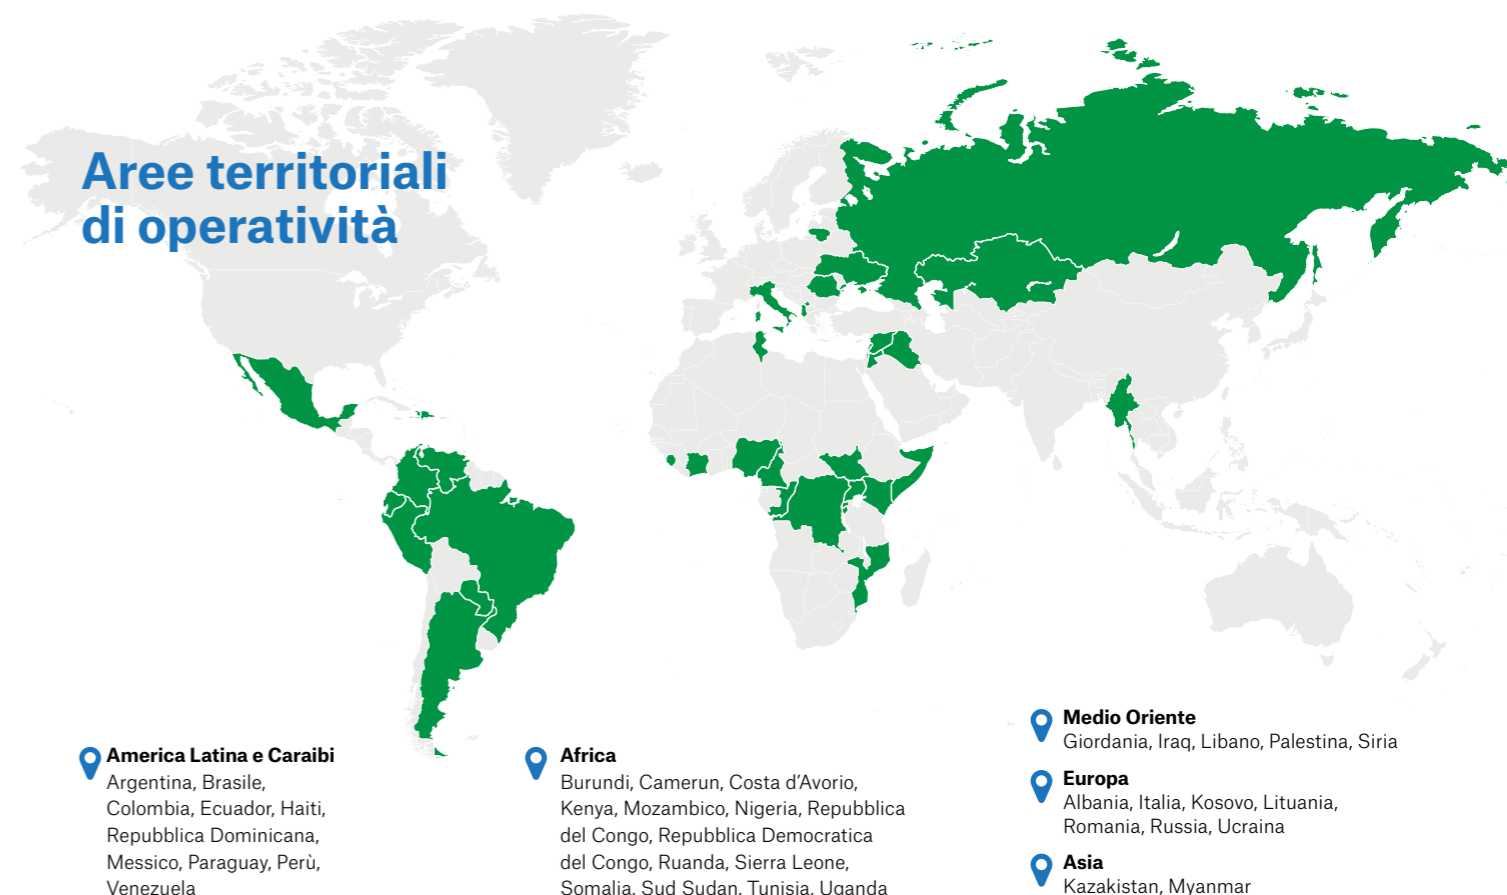 Aree territoriali
di operatività
America Latina e Caraibi
Argentina, Brasile,
Colombia, Ecuador, Haiti,
Repubblica Dominicana,
Messico, Paraguay, Perù,
Venezuela
Africa
Burundi, Camerun, Costa d’Avorio,
Kenya, Mozambico, Nigeria, Repubblica
del Congo, Repubblica Democratica
del Congo, Ruanda, Sierra Leone,
Somalia, Sud Sudan, Tunisia, Uganda
Medio Oriente
Giordania, Iraq, Libano, Palestina, Siria
Europa
Albania, Italia, Kosovo, Lituania,
Romania, Russia, Ucraina
Asia
Kazakistan, Myanmar